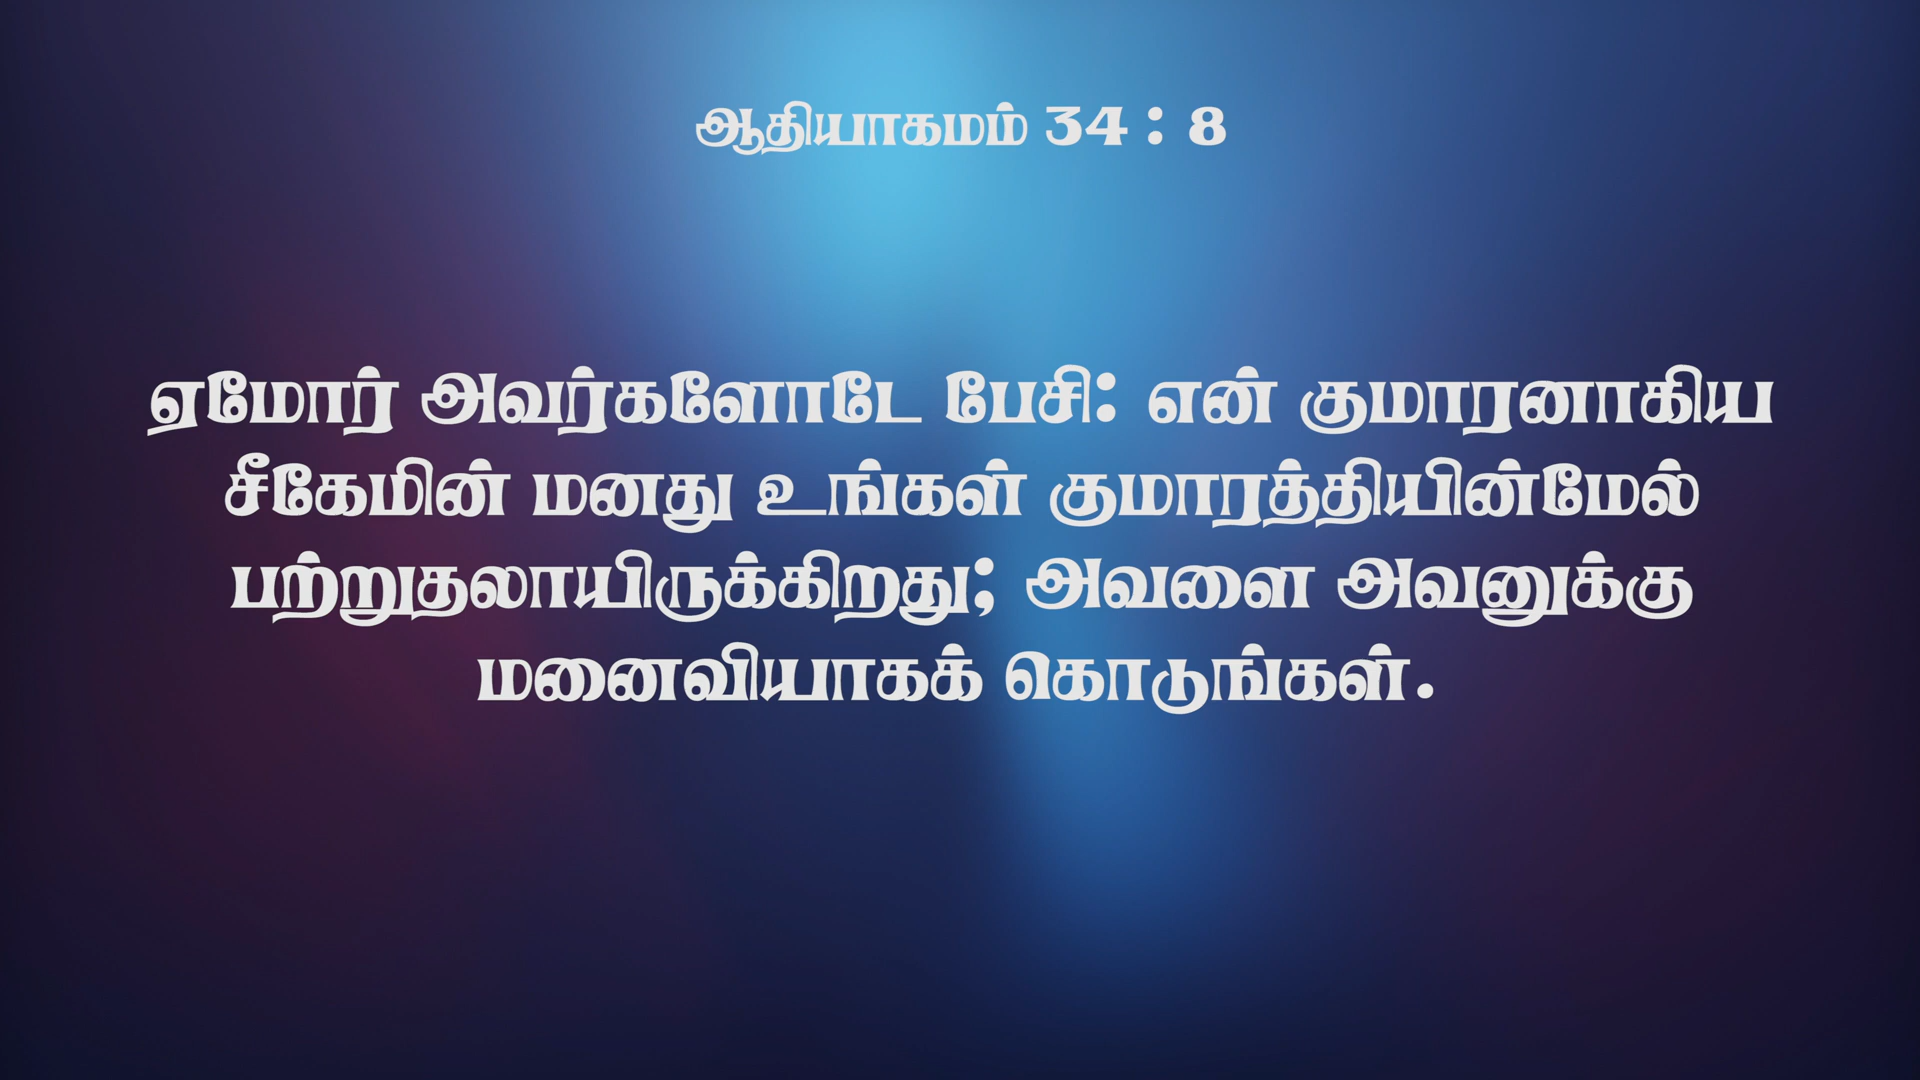 ஆதியாகமம் 34 : 8
ஏமோர் அவர்களோடே பேசி: என் குமாரனாகிய
சீகேமின் மனது உங்கள் குமாரத்தியின்மேல்
பற்றுதலாயிருக்கிறது; அவளை அவனுக்கு
மனைவியாகக் கொடுங்கள்.